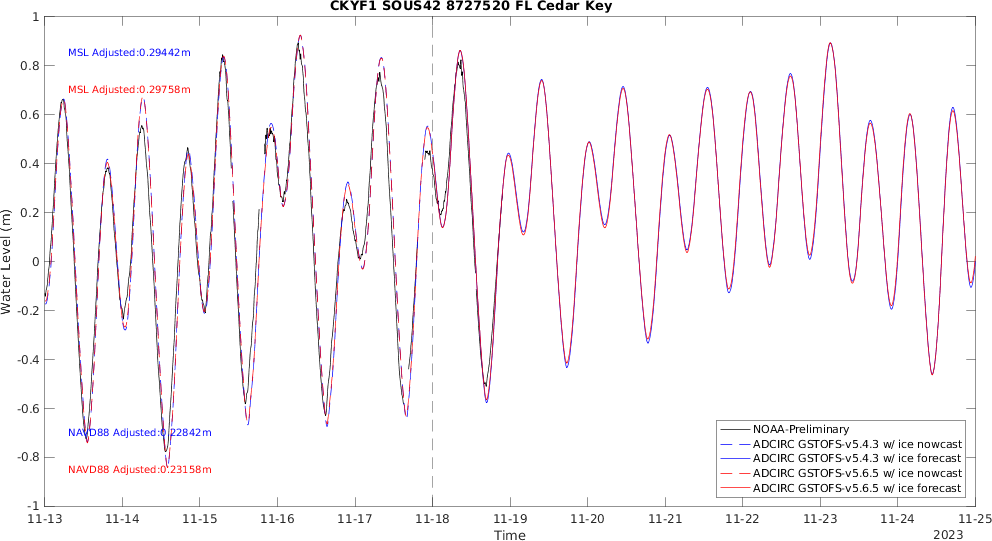 CKYF1 SOUS42 8727520 FL Cedar Key
1
0.8
0.6
0.4
0.2
0
-0.2
-0.4
-0.6
-0.8
-1
Water Level (m)
MSL Adjusted:0.29442m
MSL Adjusted:0.29758m
NAVD88 Adjusted:0.22842m
NAVD88 Adjusted:0.23158m
NOAA-Preliminary
ADCIRC GSTOFS-v5.4.3 w/ ice nowcast
ADCIRC GSTOFS-v5.4.3 w/ ice forecast
ADCIRC GSTOFS-v5.6.5 w/ ice nowcast
ADCIRC GSTOFS-v5.6.5 w/ ice forecast
11-13 11-14 11-15 11-16 11-17 11-18 11-19 11-20 11-21 11-22 11-23 11-24 11-25
Time
2023